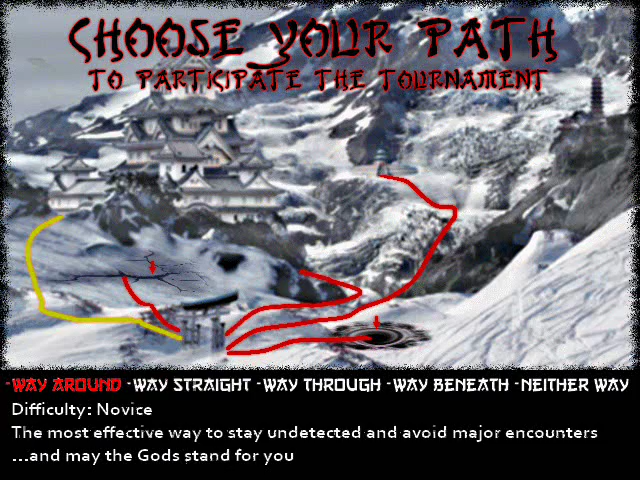 CHOOSE YOUR PATH
TO PARTICIPATE THE TOURNAMENT
-WAY AROUND -WAY STRAIGHT -WAY THROUGH -WAY BENEATH -NEITHER WAY
Difficulty: Novice
The most effective way to stay undetected and avoid major encounters
...and may the Gods stand for you